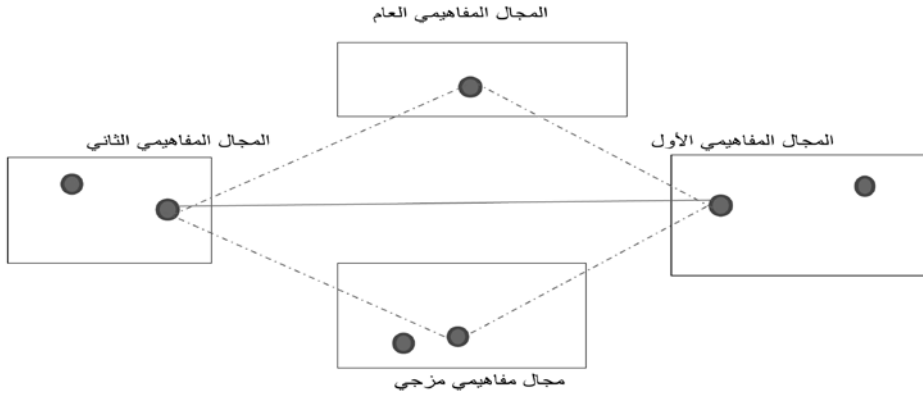 المجال المفاهيمي العام
المجال المفاهيمي الأول
المجال المفاهيمي الثاني
مجال مفاهيمي مزجي